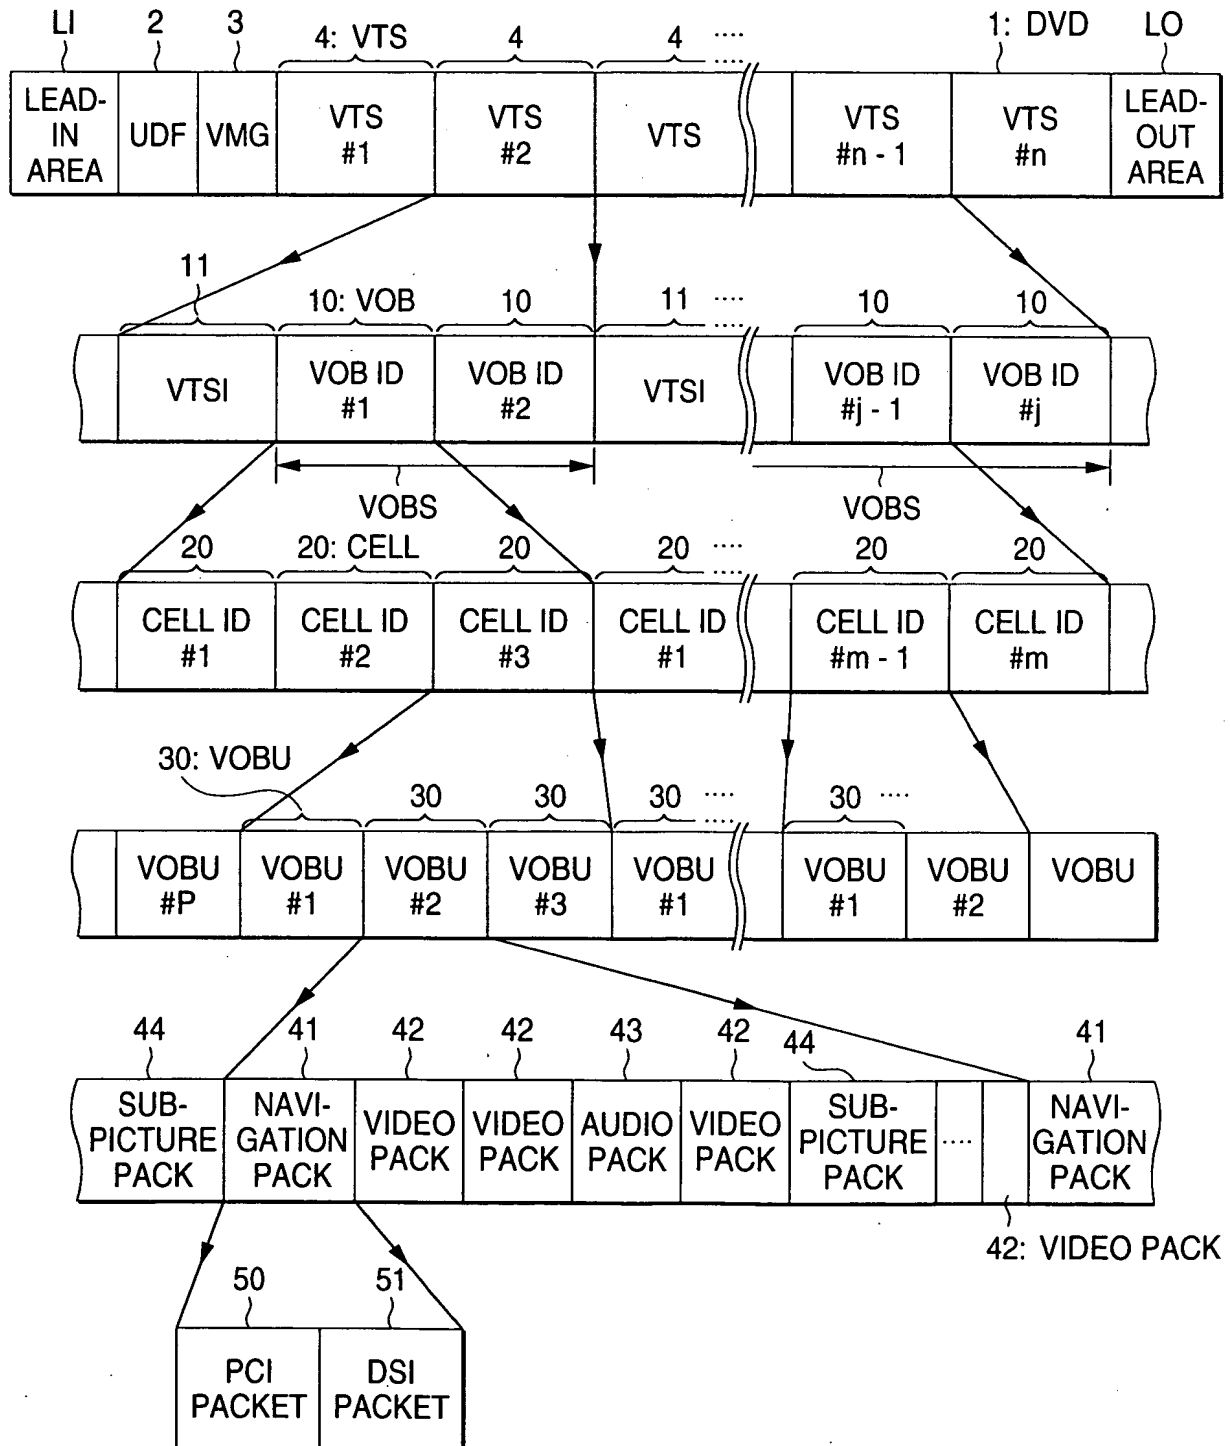 LI 2 3 4: VTS 4 4 ···· 1: DVD LO
LEAD-
IN
AREA
UDF
VMG
VTS
#1
VTS
#2
VTS
VTS
#n - 1
VTS
#n
LEAD-
OUT
AREA
11 10: VOB 10 11 ···· 10 10
VTSI
VOB ID
#1
VOB ID
#2
VTSI
VOB ID
#j - 1
VOB ID
#j
VOBS VOBS
20 20: CELL 20 20 ···· 20 20
CELL ID
#1
CELL ID
#2
CELL ID
#3
CELL ID
#1
CELL ID
#m - 1
CELL ID
#m
30: VOBU 30 30 30 ···· 30 ····
VOBU
#P
VOBU
#1
VOBU
#2
VOBU
#3
VOBU
#1
VOBU
#1
VOBU
#2
VOBU
44 41 42 42 43 42 44 41
SUB-
PICTURE
PACK
NAVI-
GATION
PACK
VIDEO
PACK
VIDEO
PACK
AUDIO
PACK
VIDEO
PACK
SUB-
PICTURE
PACK
····
NAVI-
GATION
PACK
42: VIDEO PACK
50 51
PCI
PACKET
DSI
PACKET